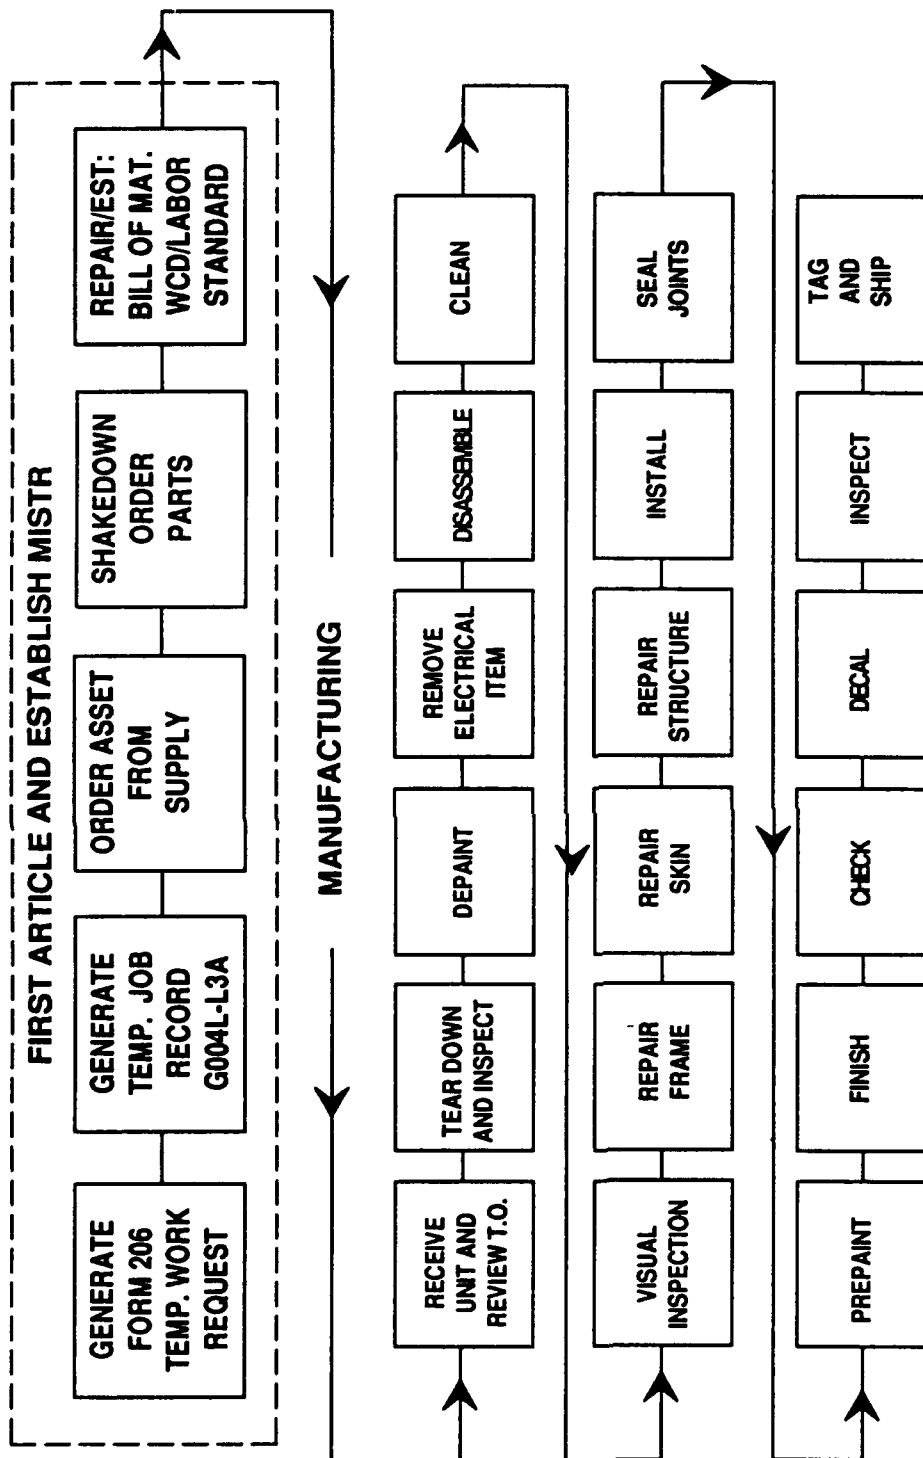 FIRST ARTICLE AND ESTABLISH MISTR
GENERATE
FORM 206
TEMP. WORK
REQUEST
GENERATE
TEMP. JOB
RECORD
G004L-L3A
ORDER ASSET
FROM
SUPPLY
SHAKEDOWN
ORDER
PARTS
REPAIR/EST:
BILL OF MAT.
WCD/LABOR
STANDARD
MANUFACTURING
RECEIVE
UNIT AND
REVIEW T.O.
TEAR DOWN
AND INSPECT
DEPAINT
REMOVE
ELECTRICAL
ITEM
DISASSEMBLE
CLEAN
VISUAL
INSPECTION
REPAIR
FRAME
REPAIR
SKIN
REPAIR
STRUCTURE
INSTALL
SEAL
JOINTS
PREPAINT
FINISH
CHECK
DECAL
INSPECT
TAG
AND
SHIP